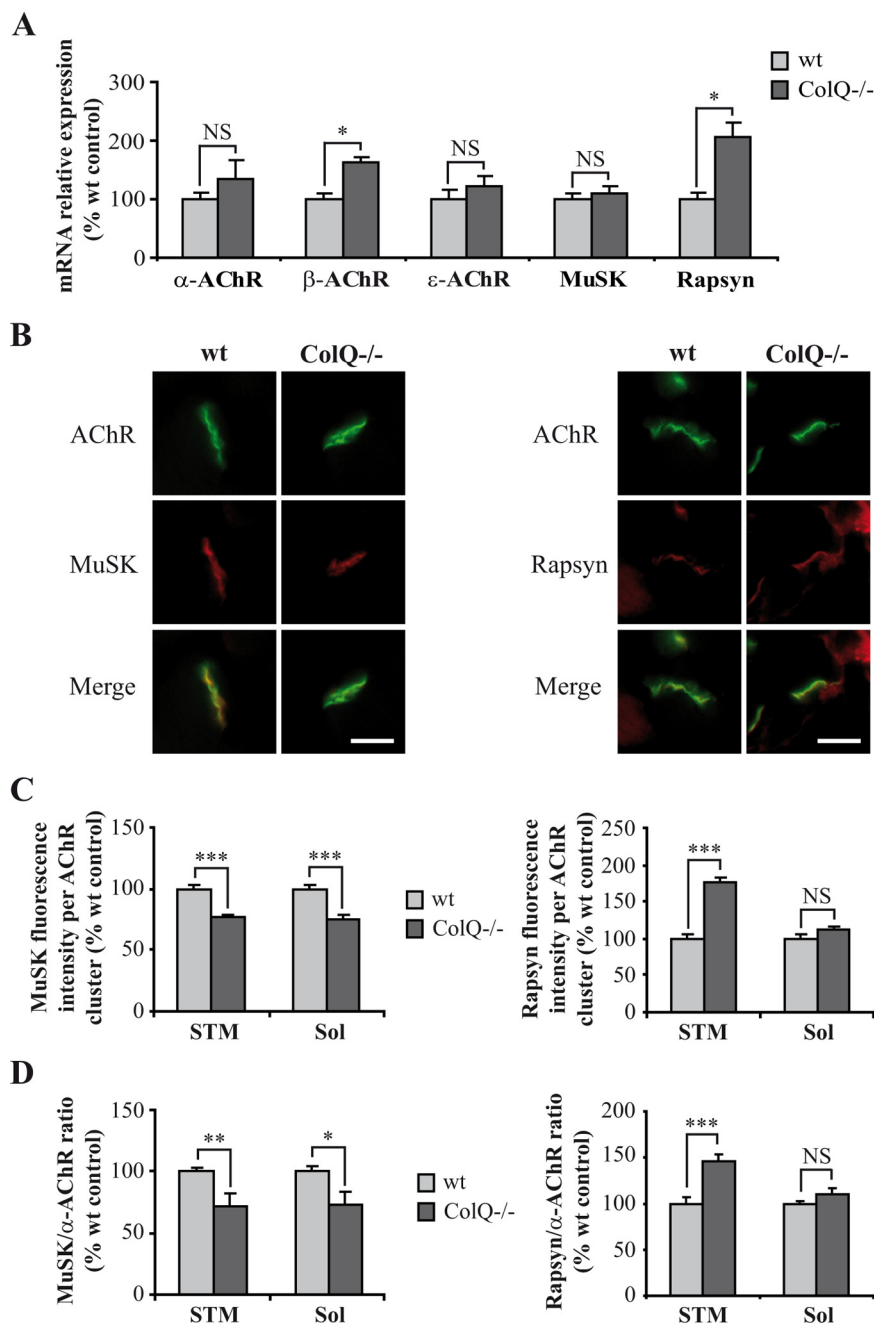 A
mRNA relative expression
(% wt control)
300
200
100
0
NS
*
NS
NS
*
wt
ColQ-/-
α-AChR
β-AChR
ε-AChR
MuSK
Rapsyn
B
wt
ColQ-/-
AChR
MuSK
Merge
wt
ColQ-/-
AChR
Rapsyn
Merge
C
MuSK fluorescence
intensity per AChR
cluster (% wt control)
150
100
50
0
***
***
STM
Sol
wt
ColQ-/-
Rapsyn fluorescence
intensity per AChR
cluster (% wt control)
250
200
150
100
50
0
***
NS
STM
Sol
D
MuSK/α-AChR ratio
(% wt control)
150
100
50
0
**
*
STM
Sol
wt
ColQ-/-
Rapsyn/α-AChR ratio
(% wt control)
200
150
100
50
0
***
NS
STM
Sol